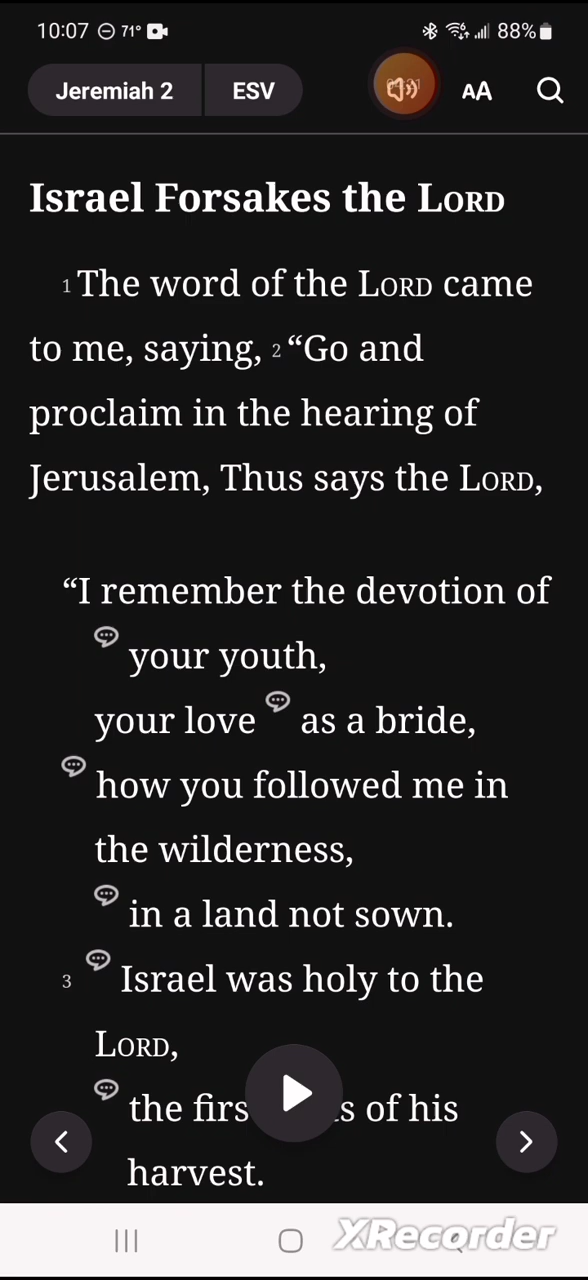 10:07 71° 88%
Jeremiah 2 ESV AA
Israel Forsakes the LORD
1 The word of the LORD came
to me, saying, 2 “Go and
proclaim in the hearing of
Jerusalem, Thus says the LORD,
“I remember the devotion of
your youth,
your love as a bride,
how you followed me in
the wilderness,
in a land not sown.
3 Israel was holy to the
LORD,
the of his
harvest.
XRecorder